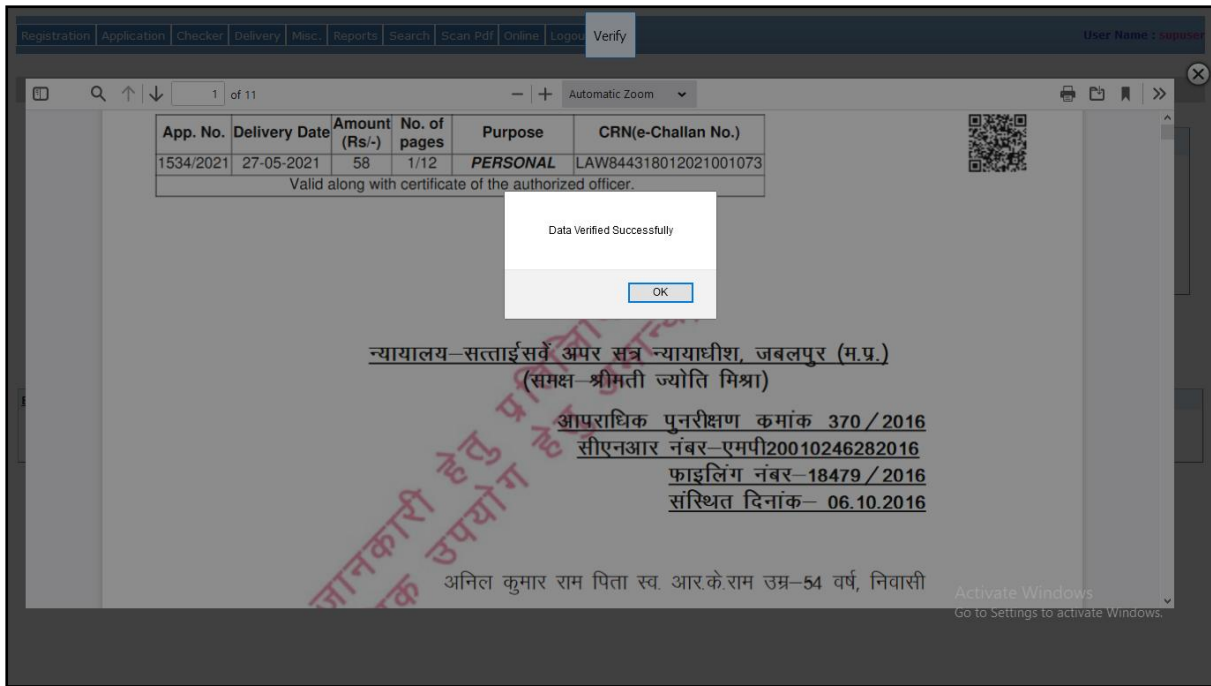 Registration Application Checker Delivery Misc. Reports Search Scan Pdf Online Logou Verify User Name : supuser
1 of 11 Automatic Zoom
App. No. Delivery Date Amount (Rs/-) No. of pages Purpose CRN(e-Challan No.)
1534/2021 27-05-2021 58 1/12 PERSONAL LAW844318012021001073
Valid along with certificate of the authorized officer.
Data Verified Successfully
OK
न्यायालय–सत्ताईसवें अपर सत्र न्यायाधीश, जबलपुर (म.प्र.)
(समक्ष–श्रीमती ज्योति मिश्रा)
आपराधिक पुनरीक्षण कमांक 370/2016
सीएनआर नंबर–एमपी20010246282016
फाइलिंग नंबर–18479/2016
संस्थित दिनांक– 06.10.2016
जानकारी हेतु प्रतिलिपि
हेतु
उपयोग
अनिल कुमार राम पिता स्व. आर.के.राम उम्र–54 वर्ष, निवासी
Activate Windows
Go to Settings to activate Windows.